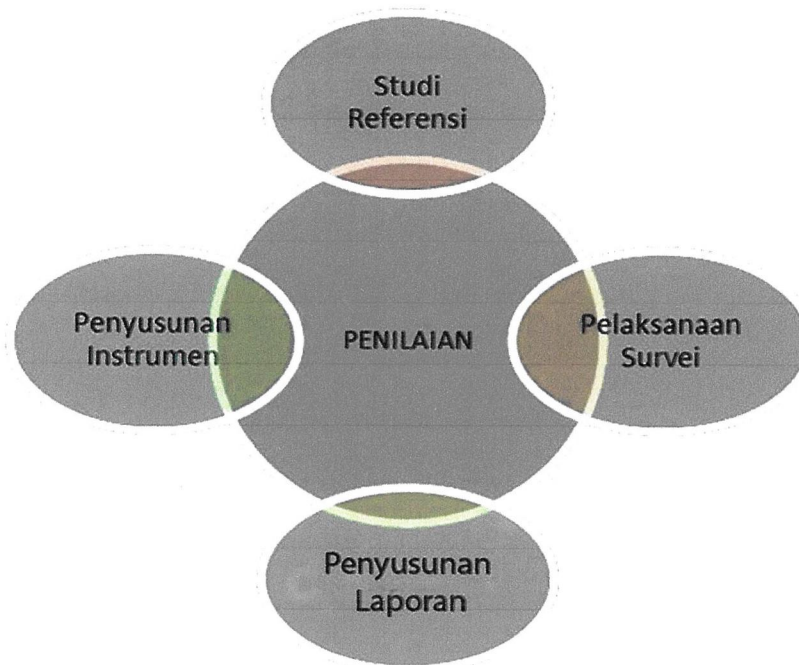 Studi
Referensi
Penyusunan
Instrumen
PENILAIAN
Pelaksanaan
Survei
Penyusunan
Laporan